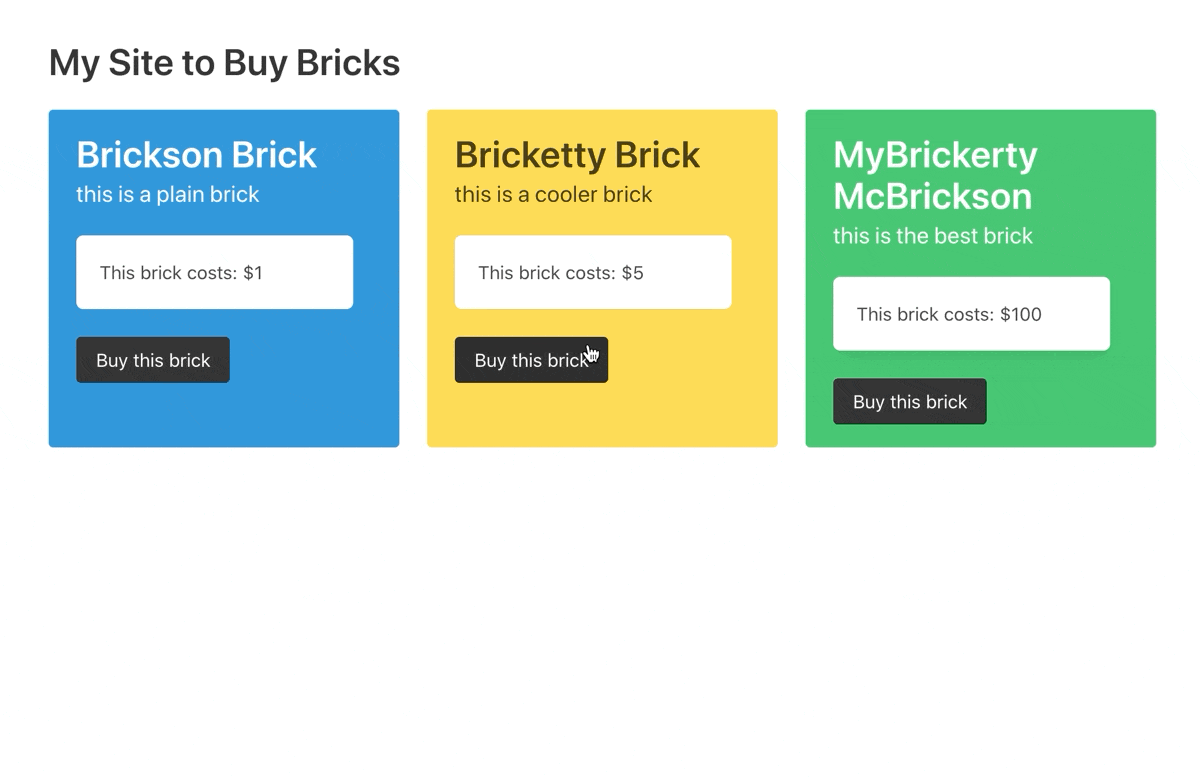 My Site to Buy Bricks
Brickson Brick
this is a plain brick
This brick costs: $1
Buy this brick
Bricketty Brick
this is a cooler brick
This brick costs: $5
Buy this brick
MyBrickerty
McBrickson
this is the best brick
This brick costs: $100
Buy this brick